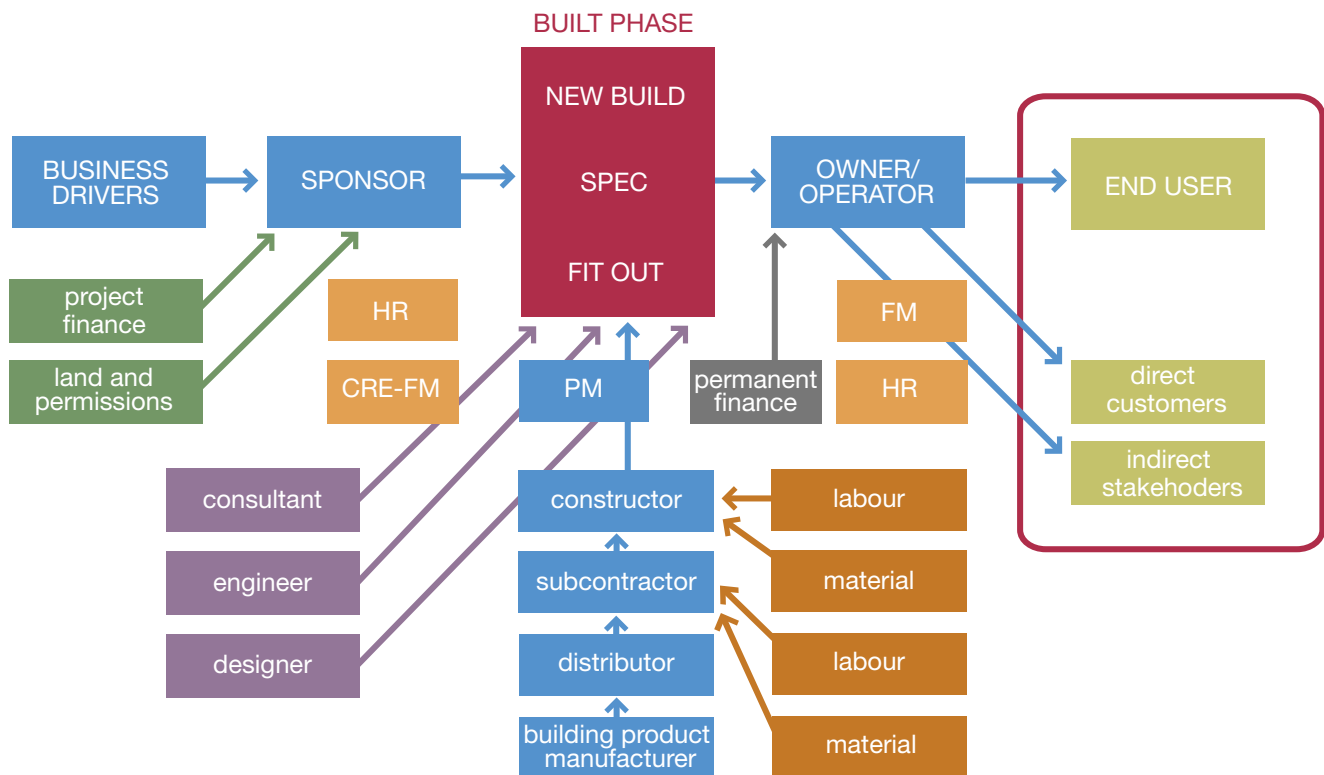 BUILT PHASE
NEW BUILD
SPEC
FIT OUT
BUSINESS
DRIVERS
SPONSOR
OWNER/
OPERATOR
END USER
project
finance
land and
permissions
HR
CRE-FM
PM
permanent
finance
FM
HR
direct
customers
indirect
stakehoders
consultant
engineer
designer
constructor
subcontractor
distributor
building product
manufacturer
labour
material
labour
material